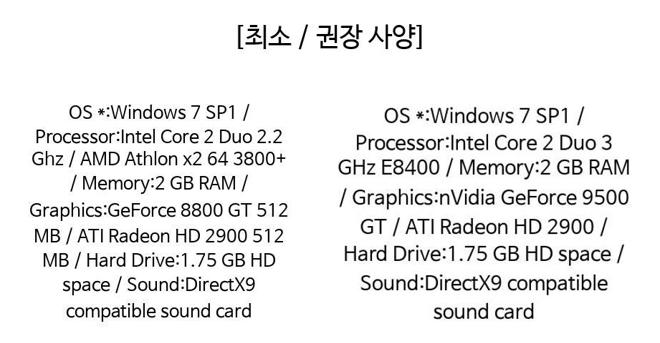 [최소 / 권장 사양]
OS *:Windows 7 SP1 /
Processor:Intel Core 2 Duo 2.2
Ghz / AMD Athlon x2 64 3800+
/ Memory:2 GB RAM /
Graphics:GeForce 8800 GT 512
MB / ATI Radeon HD 2900 512
MB / Hard Drive:1.75 GB HD
space / Sound:DirectX9
compatible sound card
OS *:Windows 7 SP1 /
Processor:Intel Core 2 Duo 3
GHz E8400 / Memory:2 GB RAM
/ Graphics:nVidia GeForce 9500
GT / ATI Radeon HD 2900 /
Hard Drive:1.75 GB HD space /
Sound:DirectX9 compatible
sound card